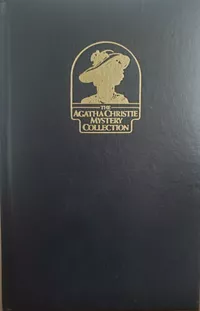 THE
AGATHA CHRISTIE
MYSTERY
COLLECTION